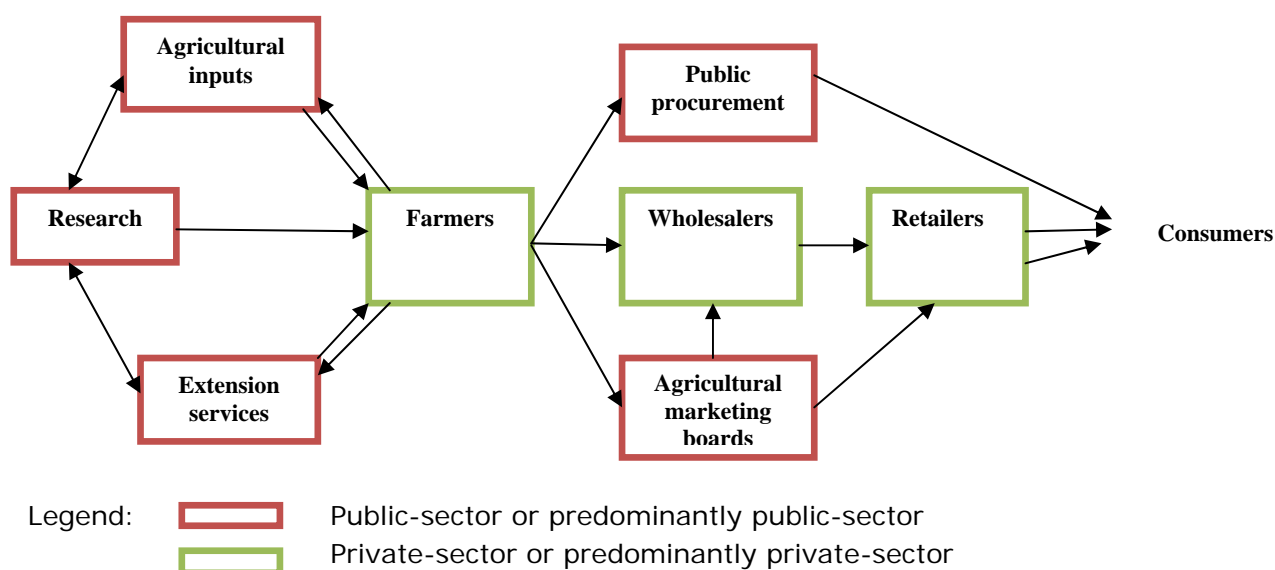 Agricultural
inputs
Public
procurement
Research
Farmers
Wholesalers
Retailers
Consumers
Extension
services
Agricultural
marketing
boards
Legend:
Public-sector or predominantly public-sector
Private-sector or predominantly private-sector